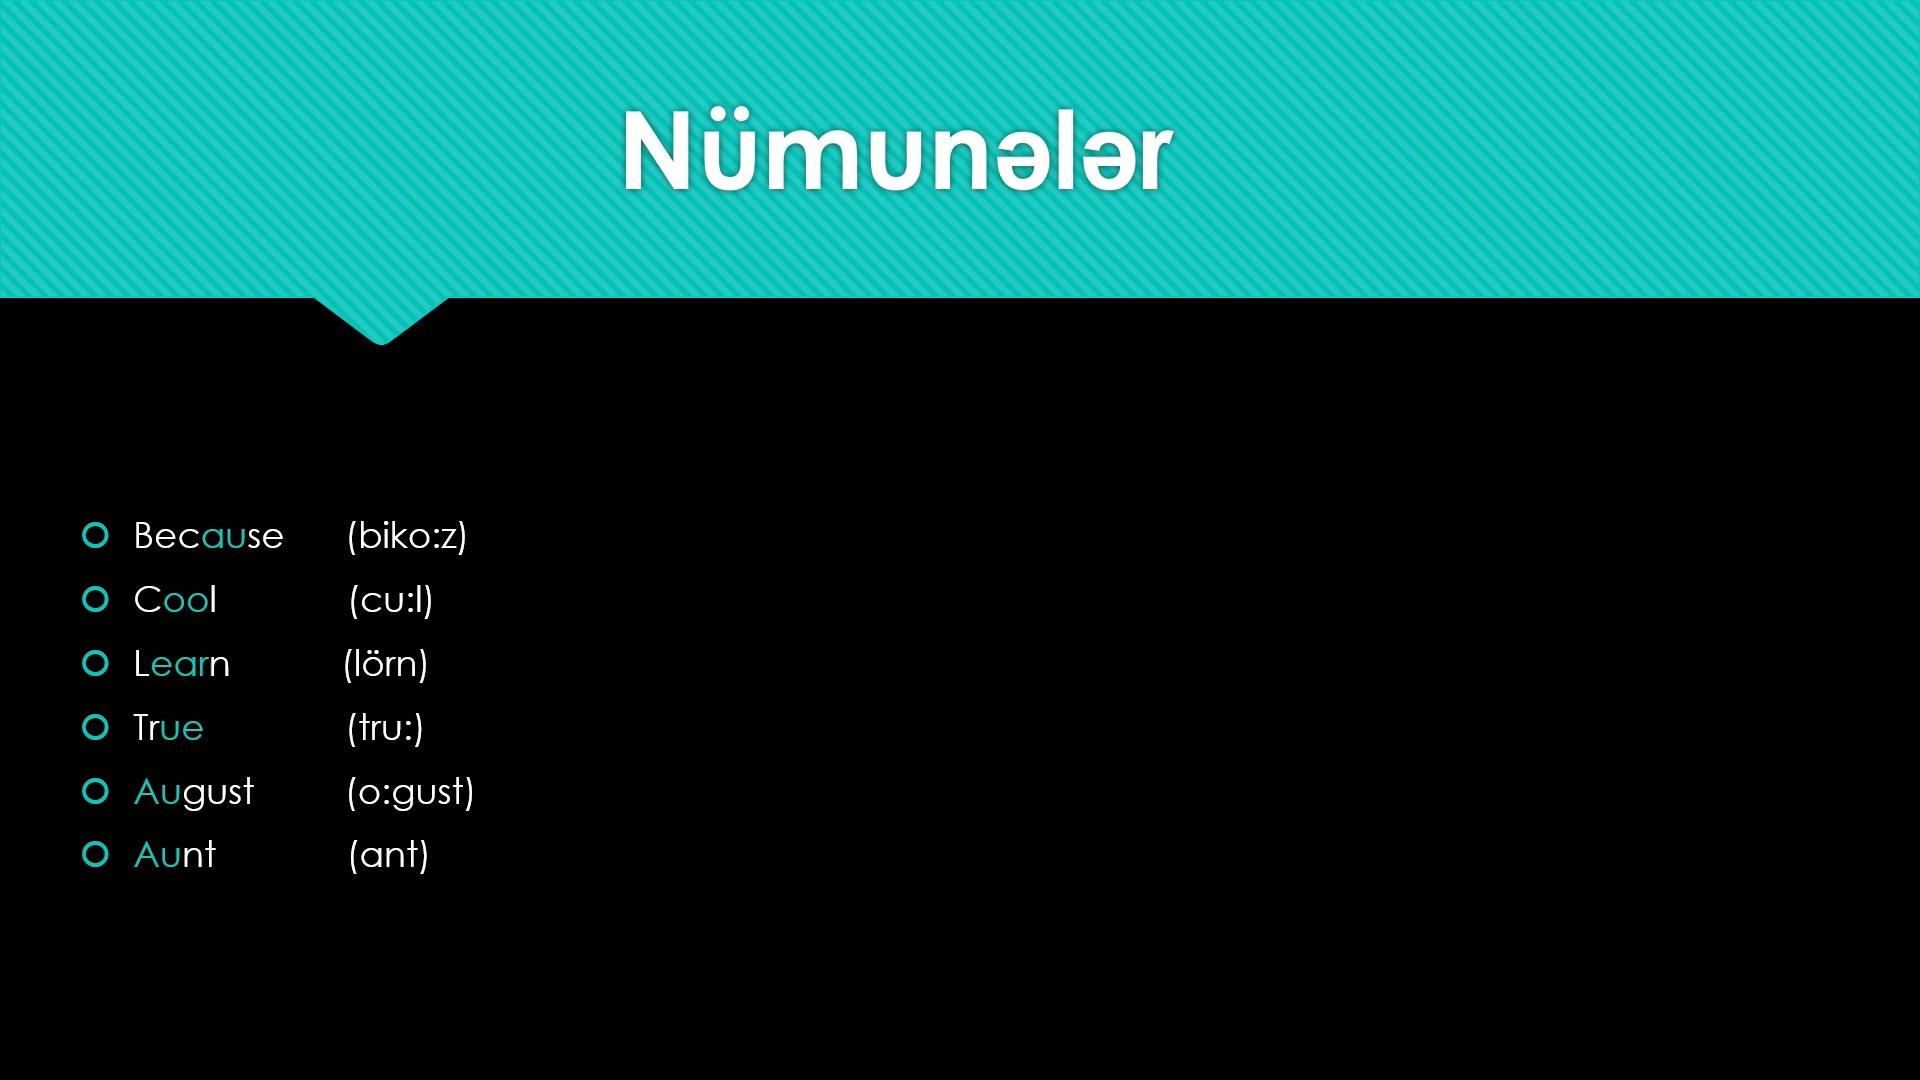 Nümunələr
Because (biko:z)
Cool (cu:l)
Learn (lörn)
True (tru:)
August (o:gust)
Aunt (ant)